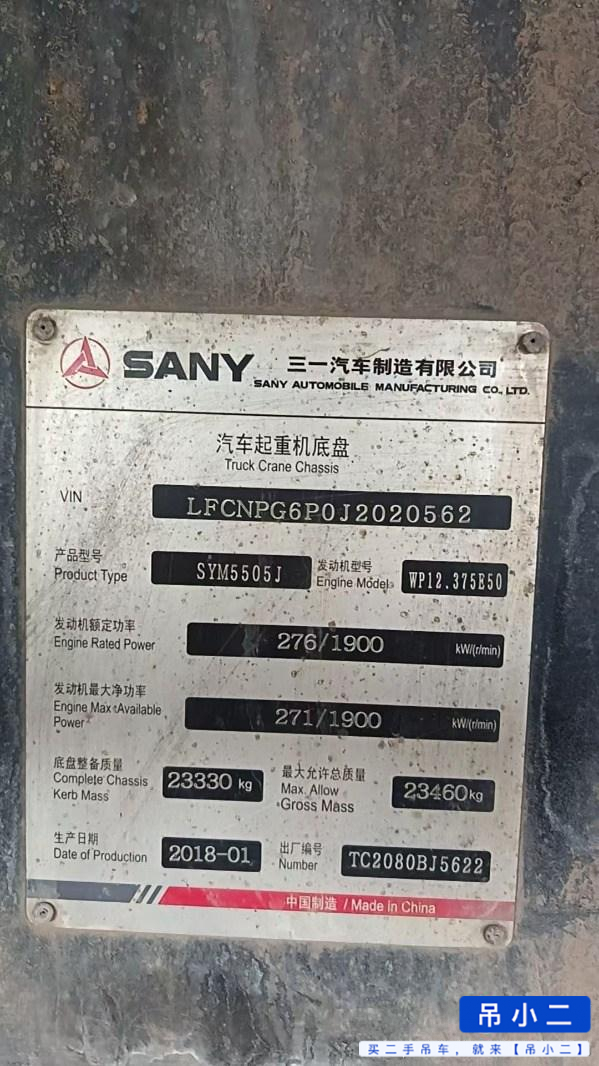 SANY 三一汽车制造有限公司
SANY AUTOMOBILE MANUFACTURING CO., LTD.
汽车起重机底盘
Truck Crane Chassis
VIN LFCNPG6P0J2020562
产品型号 发动机型号
Product Type SYM5505J Engine Model WP12.375E50
发动机额定功率
Engine Rated Power 276/1900 kW/(r/min)
发动机最大净功率
Engine Max Available
Power 271/1900 kW/(r/min)
底盘整备质量 最大允许总质量
Complete Chassis 23330 kg Max. Allow 23460kg
Kerb Mass Gross Mass
生产日期 出厂编号
Date of Production 2018-01 Number TC2080BJ5622
中国制造 / Made in China
吊小二
买二手吊车，就来【吊小二】